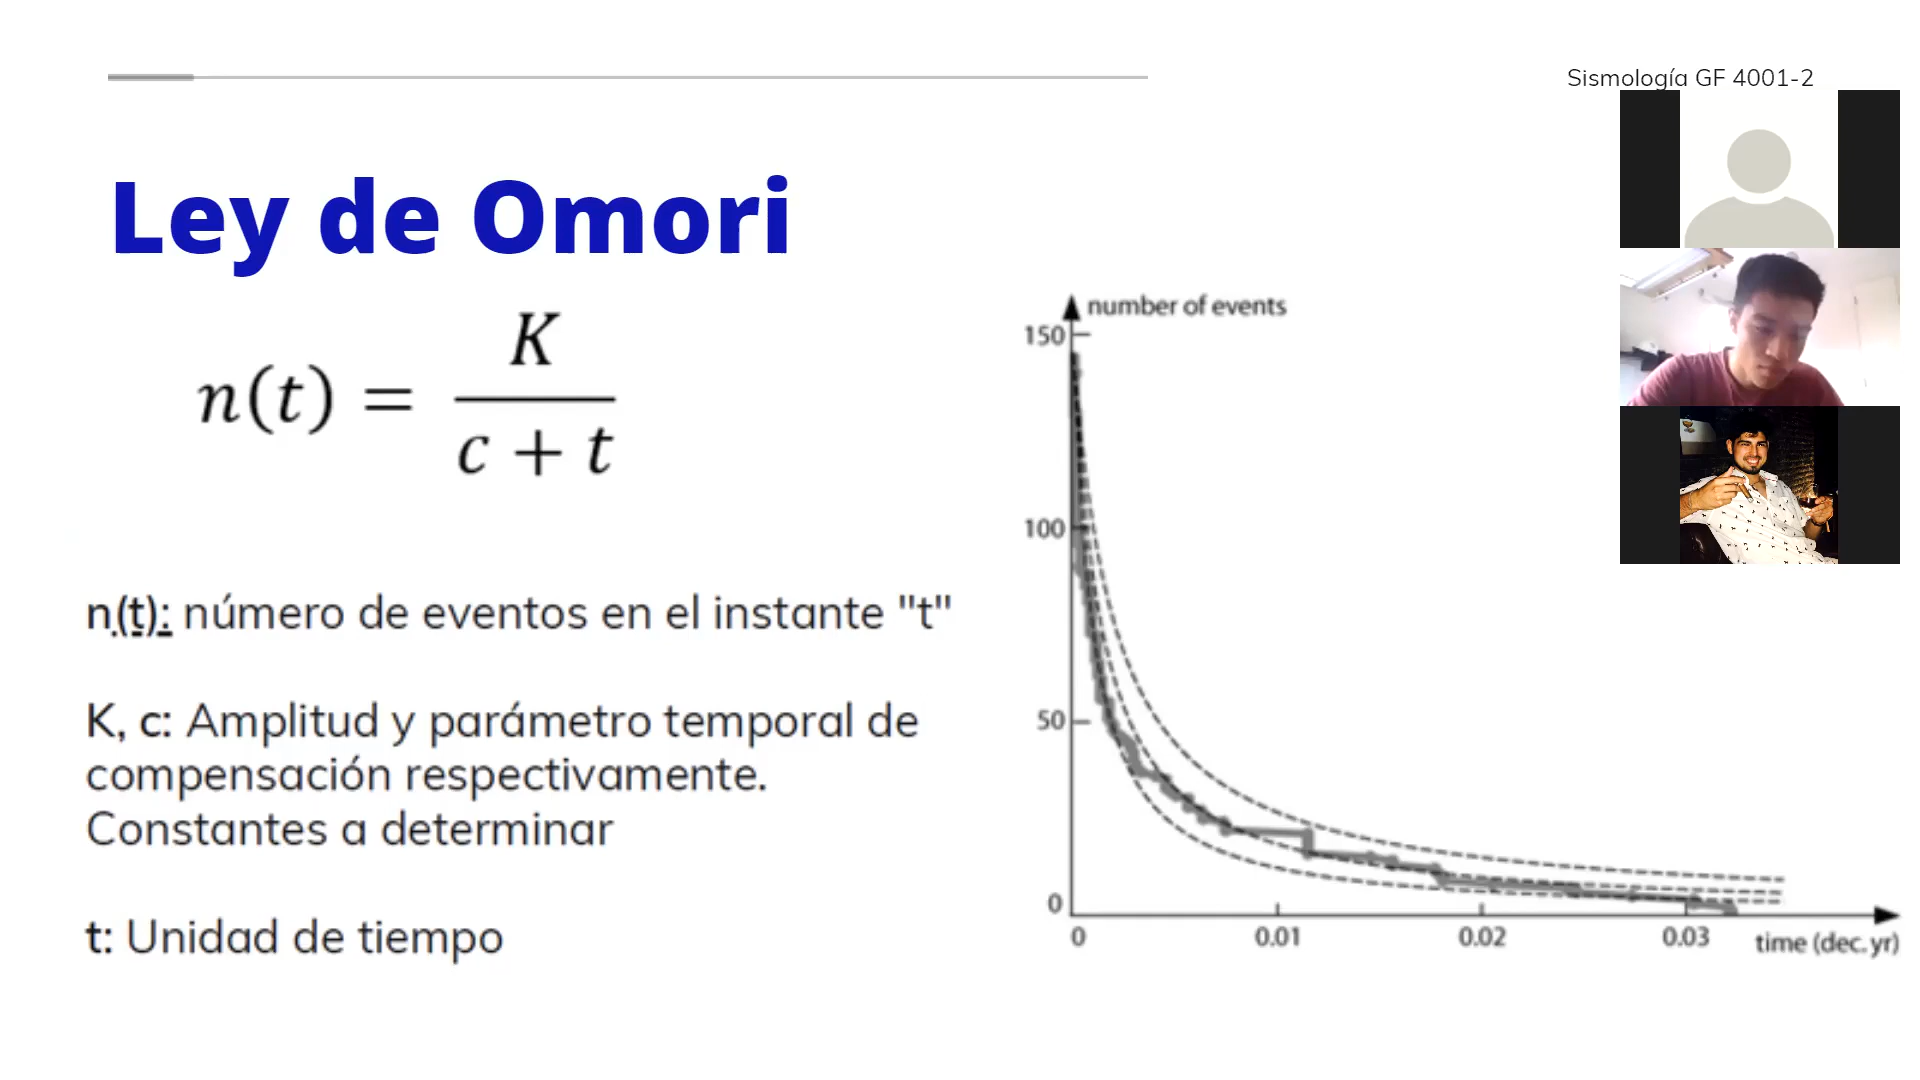 Sismología GF 4001-2
Ley de Omori
n(t) = K / (c + t)
n(t): número de eventos en el instante "t"
K, c: Amplitud y parámetro temporal de
compensación respectivamente.
Constantes a determinar
t: Unidad de tiempo
number of events
150
100
50
0
0 0.01 0.02 0.03 time (dec. yr)